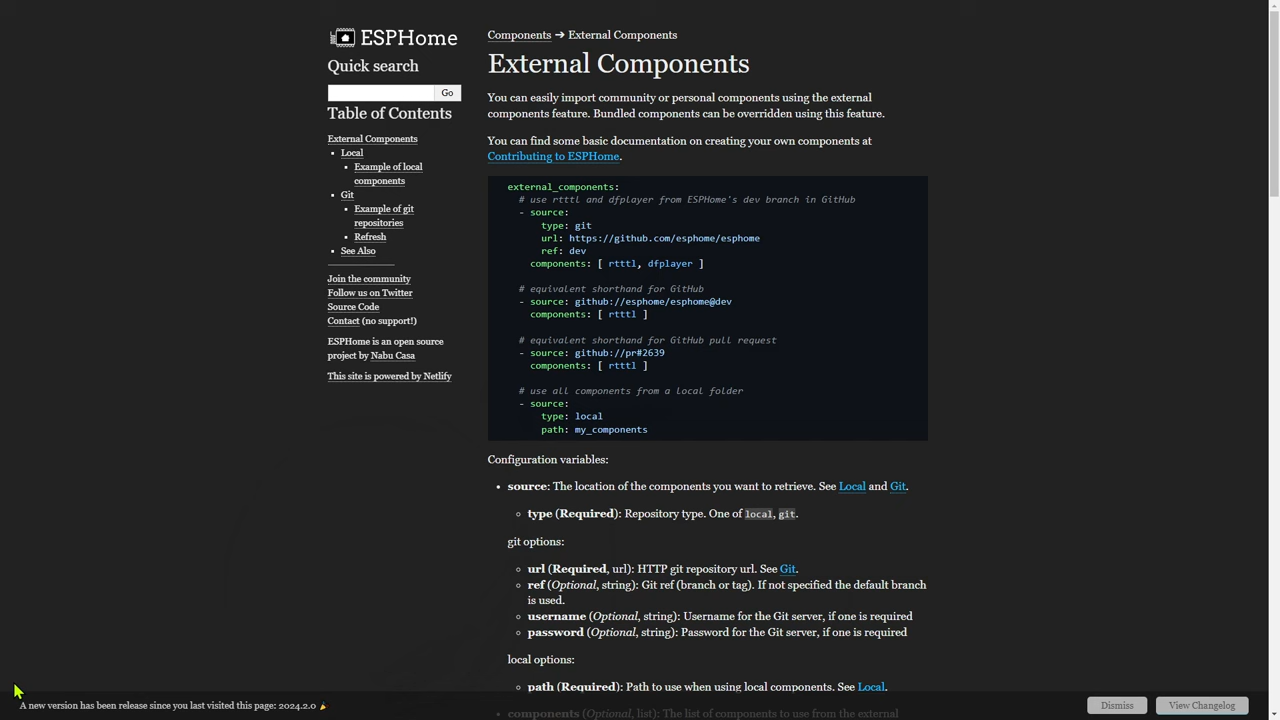 ESPHome
Quick search
Go
Table of Contents
External Components
Local
Example of local
components
Git
Example of git
repositories
Refresh
See Also
Join the community
Follow us on Twitter
Source Code
Contact (no support!)
ESPHome is an open source
project by Nabu Casa
This site is powered by Netlify
Components ➔ External Components
External Components
You can easily import community or personal components using the external
components feature. Bundled components can be overridden using this feature.
You can find some basic documentation on creating your own components at
Contributing to ESPHome.
external_components:
# use rtttl and dfplayer from ESPHome's dev branch in GitHub
- source:
type: git
url: https://github.com/esphome/esphome
ref: dev
components: [ rtttl, dfplayer ]
# equivalent shorthand for GitHub
- source: github://esphome/esphome@dev
components: [ rtttl ]
# equivalent shorthand for GitHub pull request
- source: github://pr#2639
components: [ rtttl ]
# use all components from a local folder
- source:
type: local
path: my_components
Configuration variables:
source: The location of the components you want to retrieve. See Local and Git.
type (Required): Repository type. One of local, git.
git options:
url (Required, url): HTTP git repository url. See Git.
ref (Optional, string): Git ref (branch or tag). If not specified the default branch
is used.
username (Optional, string): Username for the Git server, if one is required
password (Optional, string): Password for the Git server, if one is required
local options:
path (Required): Path to use when using local components. See Local.
components (Optional, list): The list of components to use from the external
A new version has been release since you last visited this page: 2024.2.0 🎉
Dismiss
View Changelog